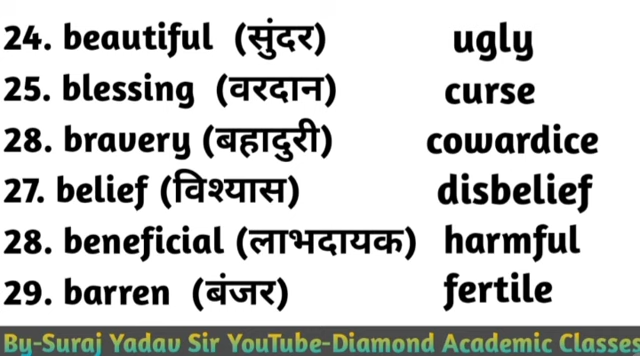 24. beautiful (सुंदर) ugly
25. blessing (वरदान) curse
28. bravery (बहादुरी) cowardice
27. belief (विश्यास) disbelief
28. beneficial (लाभदायक) harmful
29. barren (बंजर) fertile
By-Suraj Yadav Sir YouTube-Diamond Academic Classes